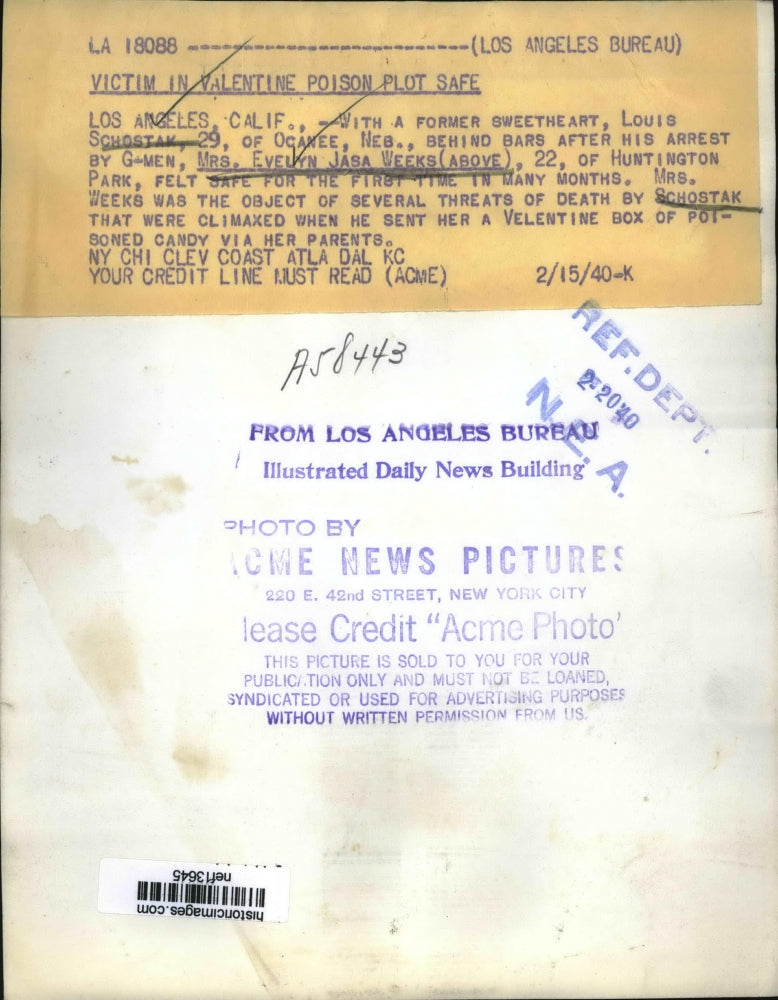 LA 18088 ----------------------------(LOS ANGELES BUREAU)
VICTIM IN VALENTINE POISON PLOT SAFE
LOS ANGELES, CALIF., --WITH A FORMER SWEETHEART, LOUIS
SCHOSTAK, 29, OF OCANEE, NEB., BEHIND BARS AFTER HIS ARREST
BY G-MEN, MRS. EVELYN JASA WEEKS(ABOVE), 22, OF HUNTINGTON
PARK, FELT SAFE FOR THE FIRST TIME IN MANY MONTHS. MRS.
WEEKS WAS THE OBJECT OF SEVERAL THREATS OF DEATH BY SCHOSTAK
THAT WERE CLIMAXED WHEN HE SENT HER A VELENTINE BOX OF POI-
SONED CANDY VIA HER PARENTS.
NY CHI CLEV COAST ATLA DAL KC
YOUR CREDIT LINE MUST READ (ACME) 2/15/40-K
A58443
REF. DEPT.
2-20 40
N.E.A.
FROM LOS ANGELES BUREAU
Illustrated Daily News Building
PHOTO BY
ACME NEWS PICTURES
220 E. 42nd STREET, NEW YORK CITY
lease Credit "Acme Photo'
THIS PICTURE IS SOLD TO YOU FOR YOUR
PUBLICATION ONLY AND MUST NOT BE LOANED,
SYNDICATED OR USED FOR ADVERTISING PURPOSES
WITHOUT WRITTEN PERMISSION FROM US.
historicimages.com
nef13645